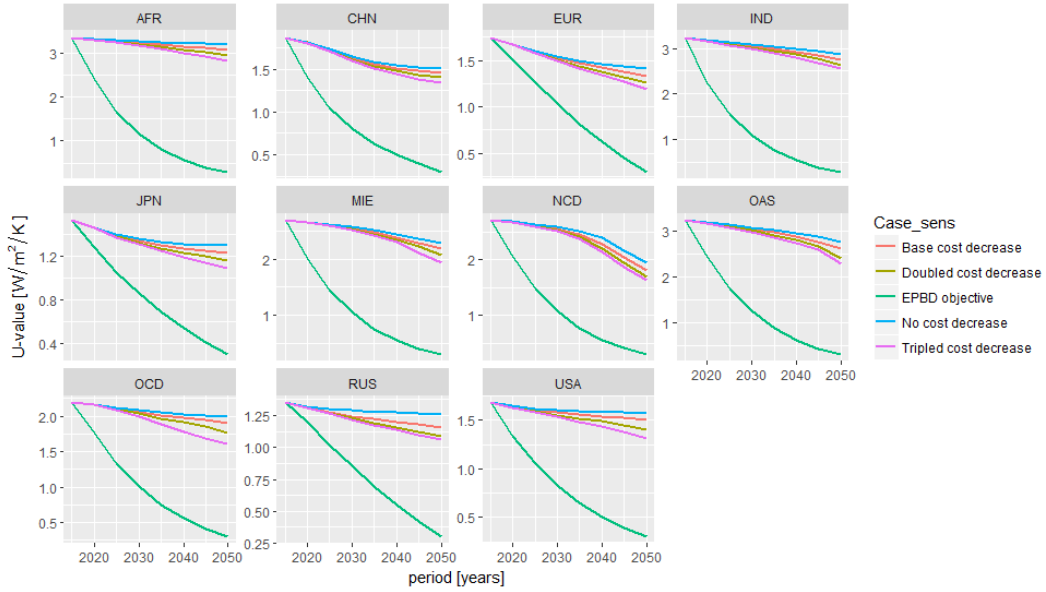 AFR CHN EUR IND
3 2 1
1.5 1.0 0.5
1.5 1.0 0.5
3 2 1
JPN MIE NCD OAS
1.2 0.8 0.4
2 1
2 1
3 2 1
2020 2030 2040 2050
OCD RUS USA
2.0 1.5 1.0 0.5
1.25 1.00 0.75 0.50 0.25
1.5 1.0 0.5
2020 2030 2040 2050 2020 2030 2040 2050 2020 2030 2040 2050
period [years]
U-value [W/m²/K]
Case_sens
Base cost decrease
Doubled cost decrease
EPBD objective
No cost decrease
Tripled cost decrease